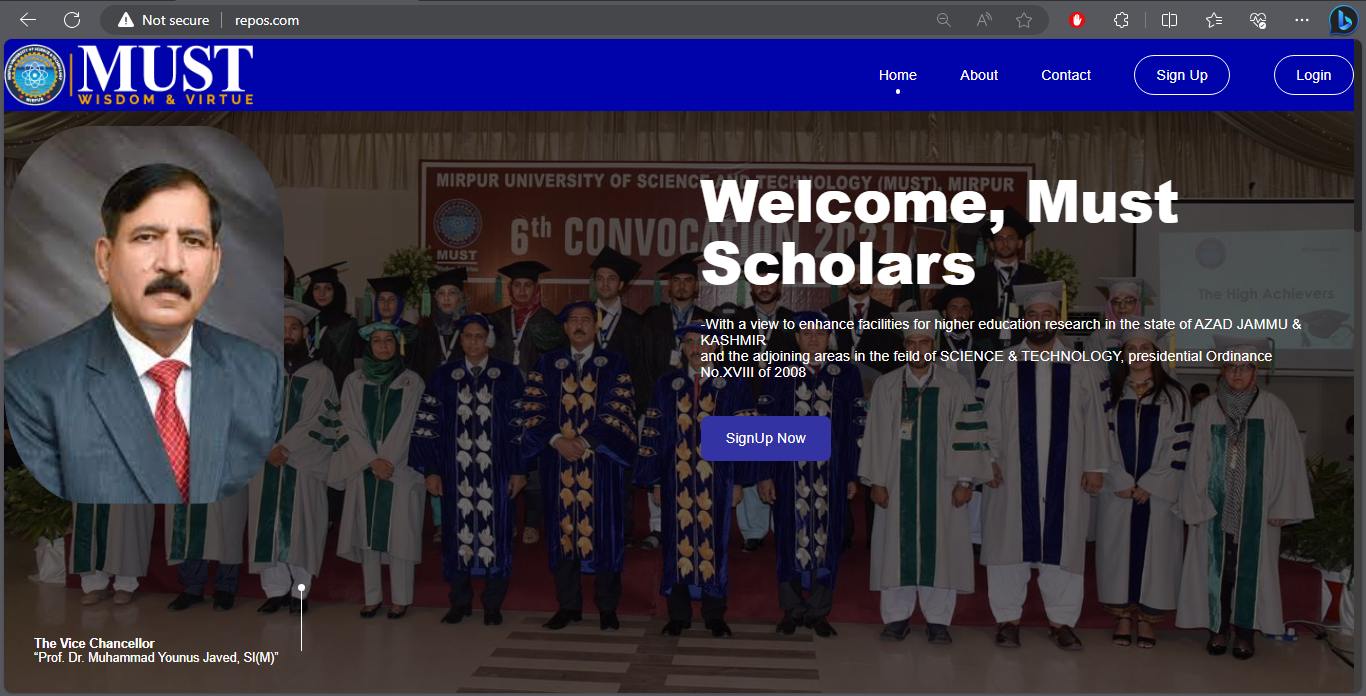 Not secure
repos.com
MUST
WISDOM & VIRTUE
MIRPUR
Home
About
Contact
Sign Up
Login
MIRPUR UNIVERSITY OF SCIENCE AND TECHNOLOGY (MUST), MIRPUR
6th CONVOCATION 2021
MUST
Welcome, Must
Scholars
The High Achievers
-With a view to enhance facilities for higher education research in the state of AZAD JAMMU &
KASHMIR
and the adjoining areas in the feild of SCIENCE & TECHNOLOGY, presidential Ordinance
No.XVIII of 2008
SignUp Now
The Vice Chancellor
“Prof. Dr. Muhammad Younus Javed, SI(M)”